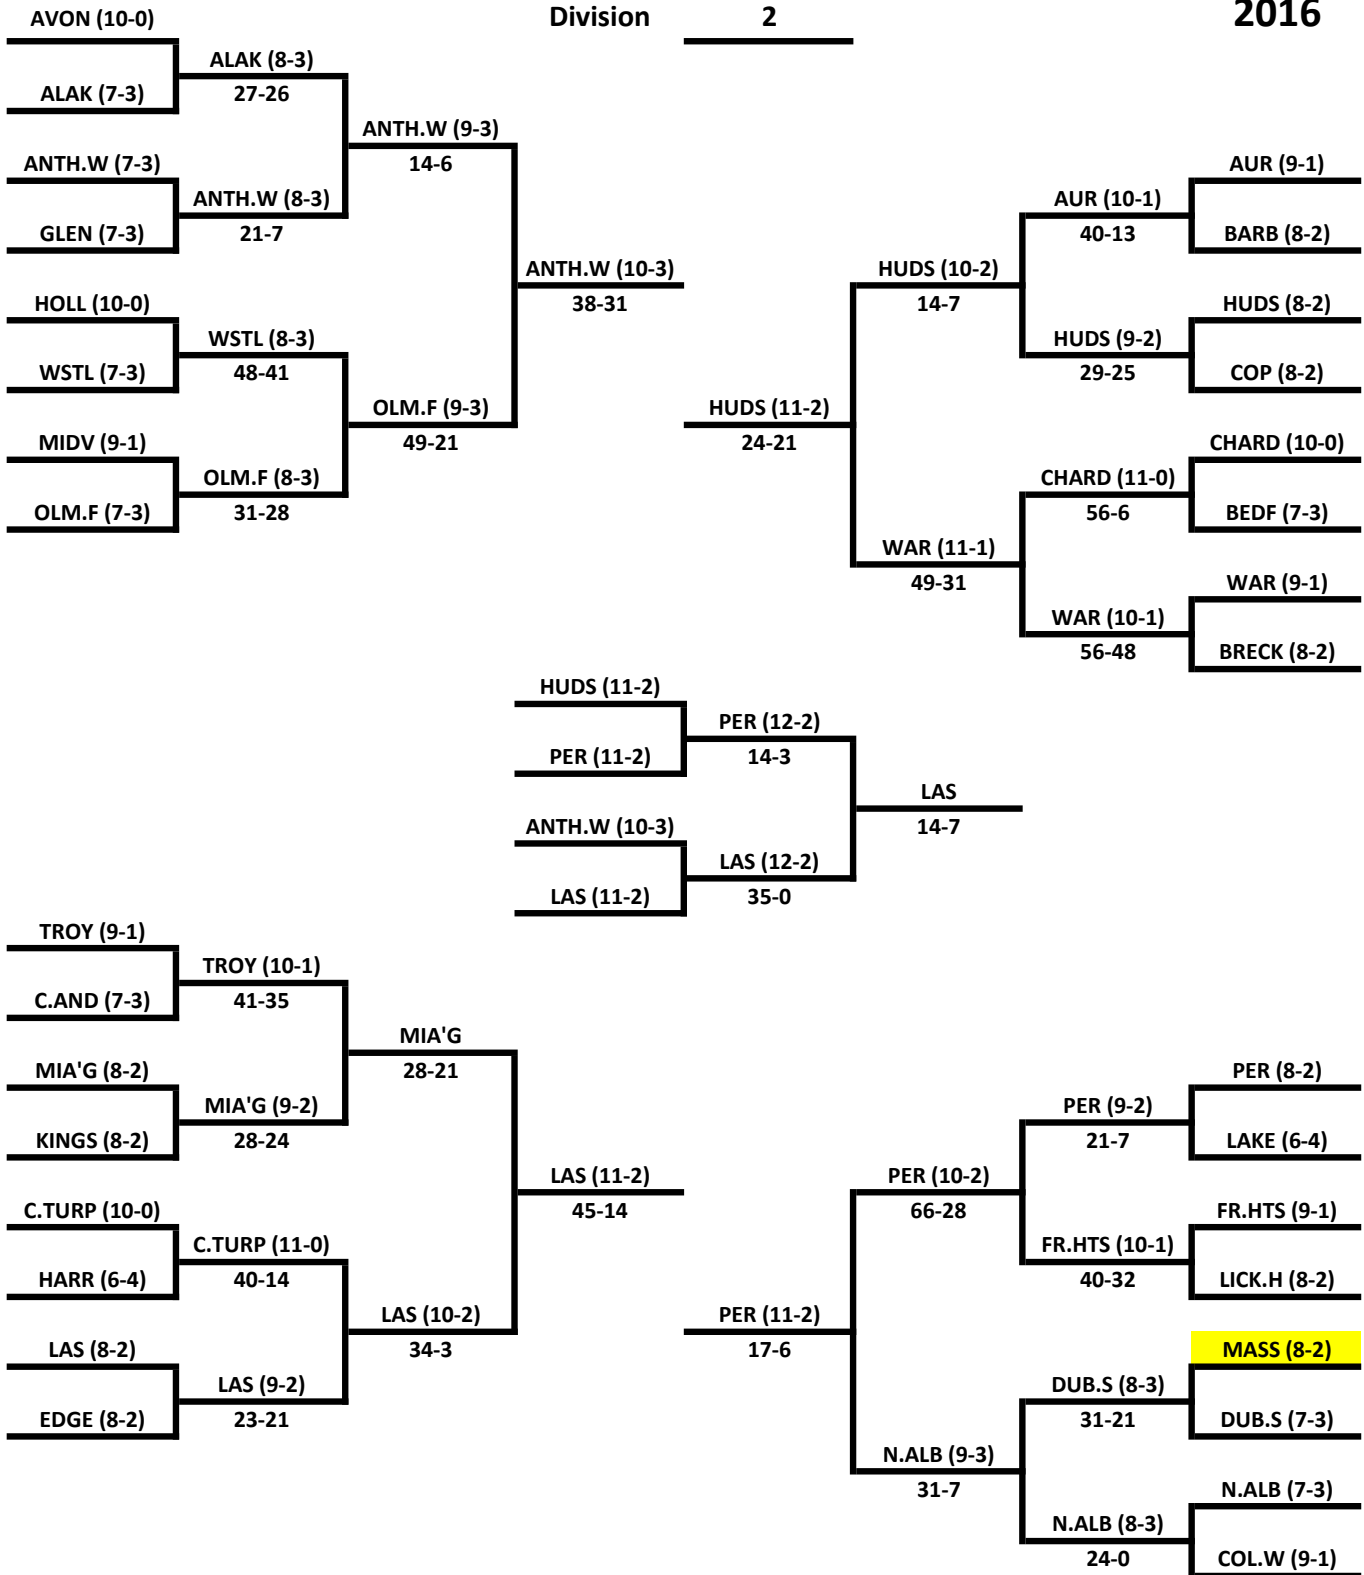 AVON (10-0)
Division 2
2016
ALAK (8-3)
ALAK (7-3)
27-26
ANTH.W (9-3)
14-6
ANTH.W (7-3)
ANTH.W (8-3)
GLEN (7-3)
21-7
ANTH.W (10-3)
38-31
HOLL (10-0)
WSTL (8-3)
WSTL (7-3)
48-41
OLM.F (9-3)
49-21
MIDV (9-1)
OLM.F (8-3)
OLM.F (7-3)
31-28
AUR (9-1)
AUR (10-1)
40-13
BARB (8-2)
HUDS (10-2)
14-7
HUDS (8-2)
HUDS (9-2)
29-25
COP (8-2)
HUDS (11-2)
24-21
CHARD (10-0)
CHARD (11-0)
56-6
BEDF (7-3)
WAR (11-1)
49-31
WAR (9-1)
WAR (10-1)
56-48
BRECK (8-2)
HUDS (11-2)
PER (12-2)
PER (11-2)
14-3
LAS
14-7
ANTH.W (10-3)
LAS (12-2)
LAS (11-2)
35-0
TROY (9-1)
TROY (10-1)
C.AND (7-3)
41-35
MIA'G
28-21
MIA'G (8-2)
MIA'G (9-2)
KINGS (8-2)
28-24
LAS (11-2)
45-14
C.TURP (10-0)
C.TURP (11-0)
HARR (6-4)
40-14
LAS (10-2)
34-3
LAS (8-2)
LAS (9-2)
EDGE (8-2)
23-21
PER (8-2)
PER (9-2)
21-7
LAKE (6-4)
PER (10-2)
66-28
FR.HTS (9-1)
FR.HTS (10-1)
40-32
LICK.H (8-2)
PER (11-2)
17-6
MASS (8-2)
DUB.S (8-3)
31-21
DUB.S (7-3)
N.ALB (9-3)
31-7
N.ALB (7-3)
N.ALB (8-3)
24-0
COL.W (9-1)